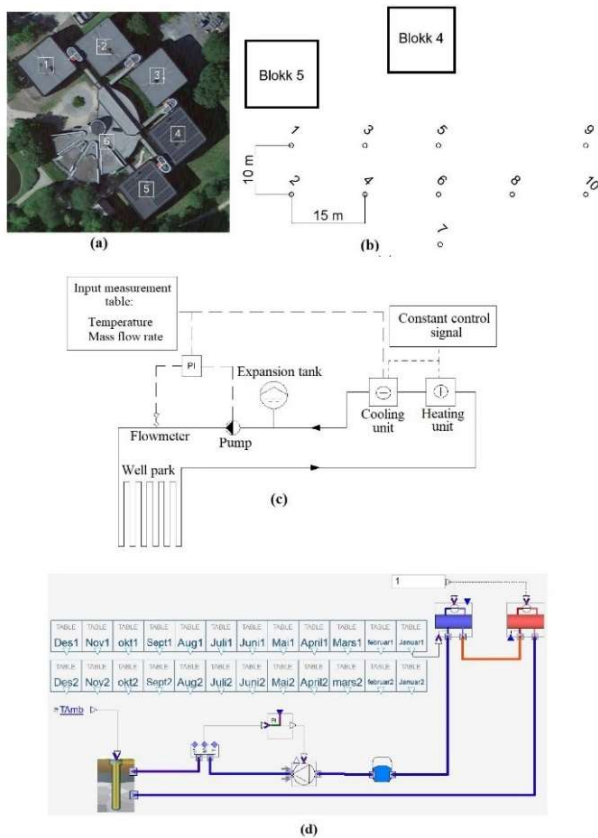 1
2
3
4
5
6
(a)
Blokk 5
Blokk 4
1
3
5
9
10 m
2
4
6
8
10
15 m
7
(b)
Input measurement
table:
Temperature
Mass flow rate
Constant control
signal
PI
Expansion tank
Cooling
unit
Heating
unit
Flowmeter
Pump
Well park
(c)
1
TABLE TABLE TABLE TABLE TABLE TABLE TABLE TABLE TABLE TABLE TABLE TABLE
Des1 Nov1 okt1 Sept1 Aug1 Juli1 Juni1 Mai1 April1 Mars1 februar1 Januar1
TABLE TABLE TABLE TABLE TABLE TABLE TABLE TABLE TABLE TABLE TABLE TABLE
Des2 Nov2 okt2 Sept2 Aug2 Juli2 Juni2 Mai2 April2 mars2 februar2 Januar2
TAmb
PI
(d)